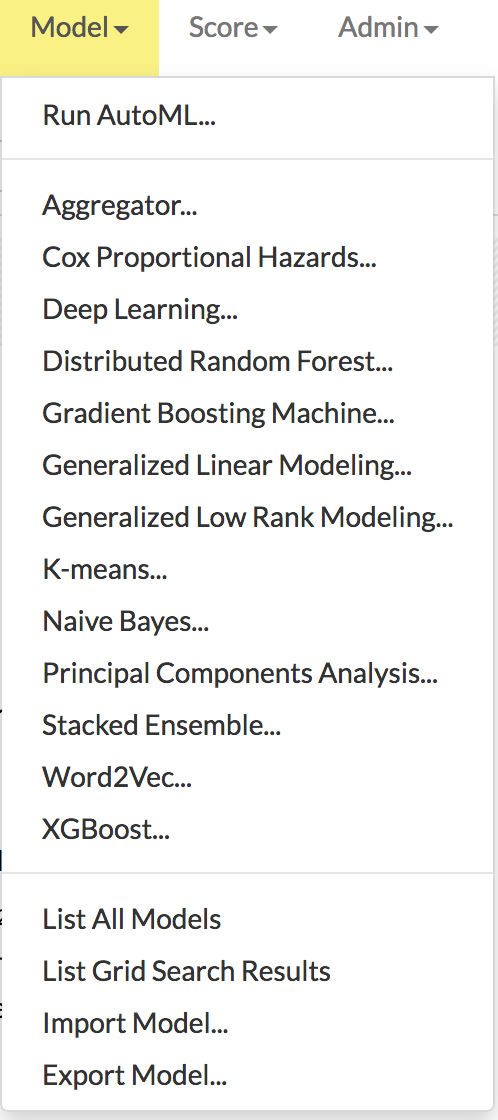 Model Score Admin
Run AutoML...
Aggregator...
Cox Proportional Hazards...
Deep Learning...
Distributed Random Forest...
Gradient Boosting Machine...
Generalized Linear Modeling...
Generalized Low Rank Modeling...
K-means...
Naive Bayes...
Principal Components Analysis...
Stacked Ensemble...
Word2Vec...
XGBoost...
List All Models
List Grid Search Results
Import Model...
Export Model...